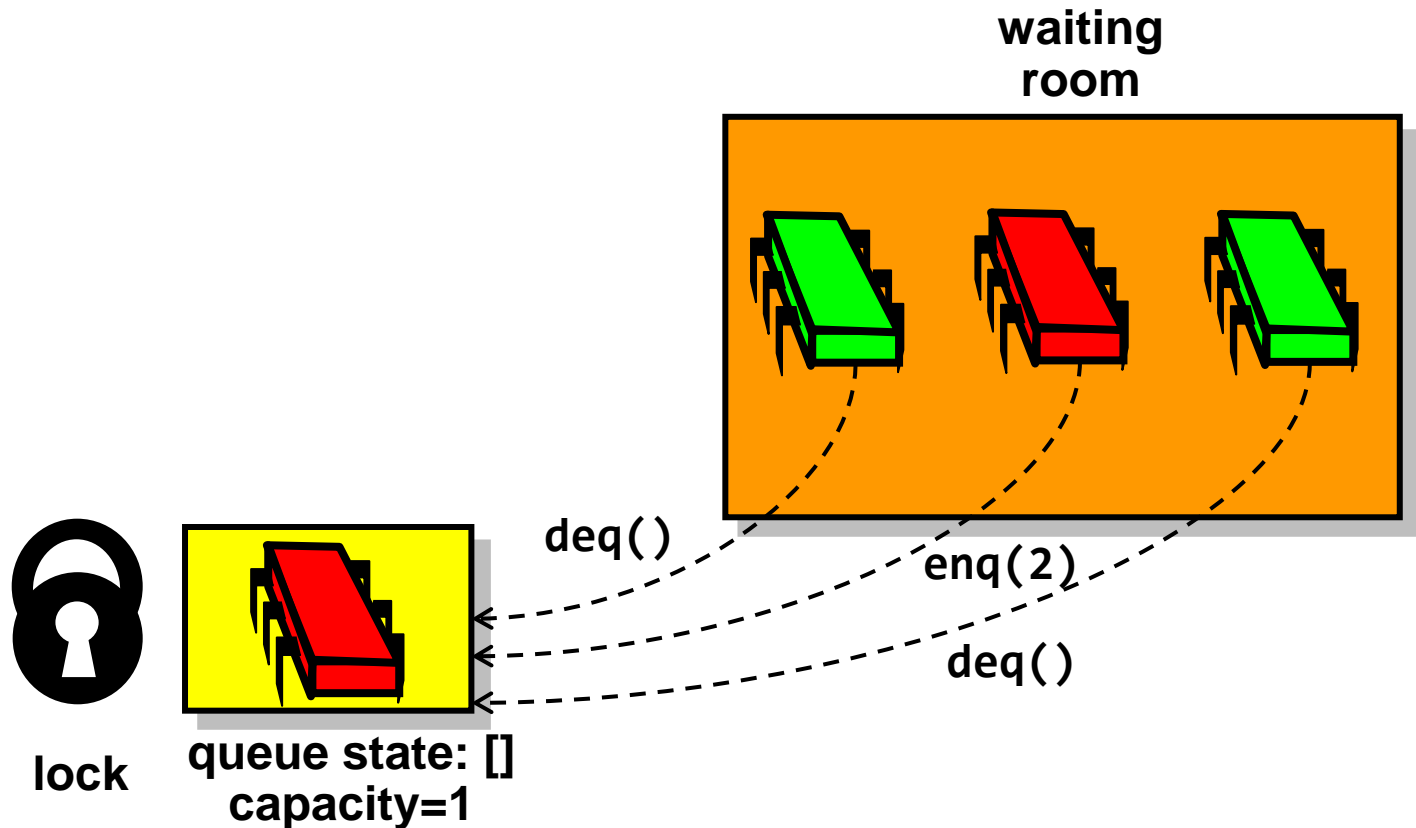 waiting
room
deq()
enq(2)
deq()
lock
queue state: []
capacity=1